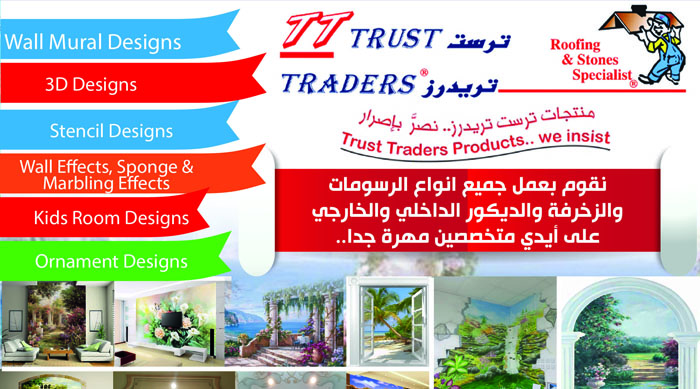 Wall Mural Designs
3D Designs
Stencil Designs
Wall Effects, Sponge &
Marbling Effects
Kids Room Designs
Ornament Designs
TT TRUST ترست
TRADERS® تريدرز
Roofing
& Stones
Specialist®
منتجات ترست تريدرز.. نصرَّ بإصرار
Trust Traders Products.. we insist
نقوم بعمل جميع انواع الرسومات
والزخرفة والديكور الداخلي والخارجي
على أيدي متخصصين مهرة جدا..